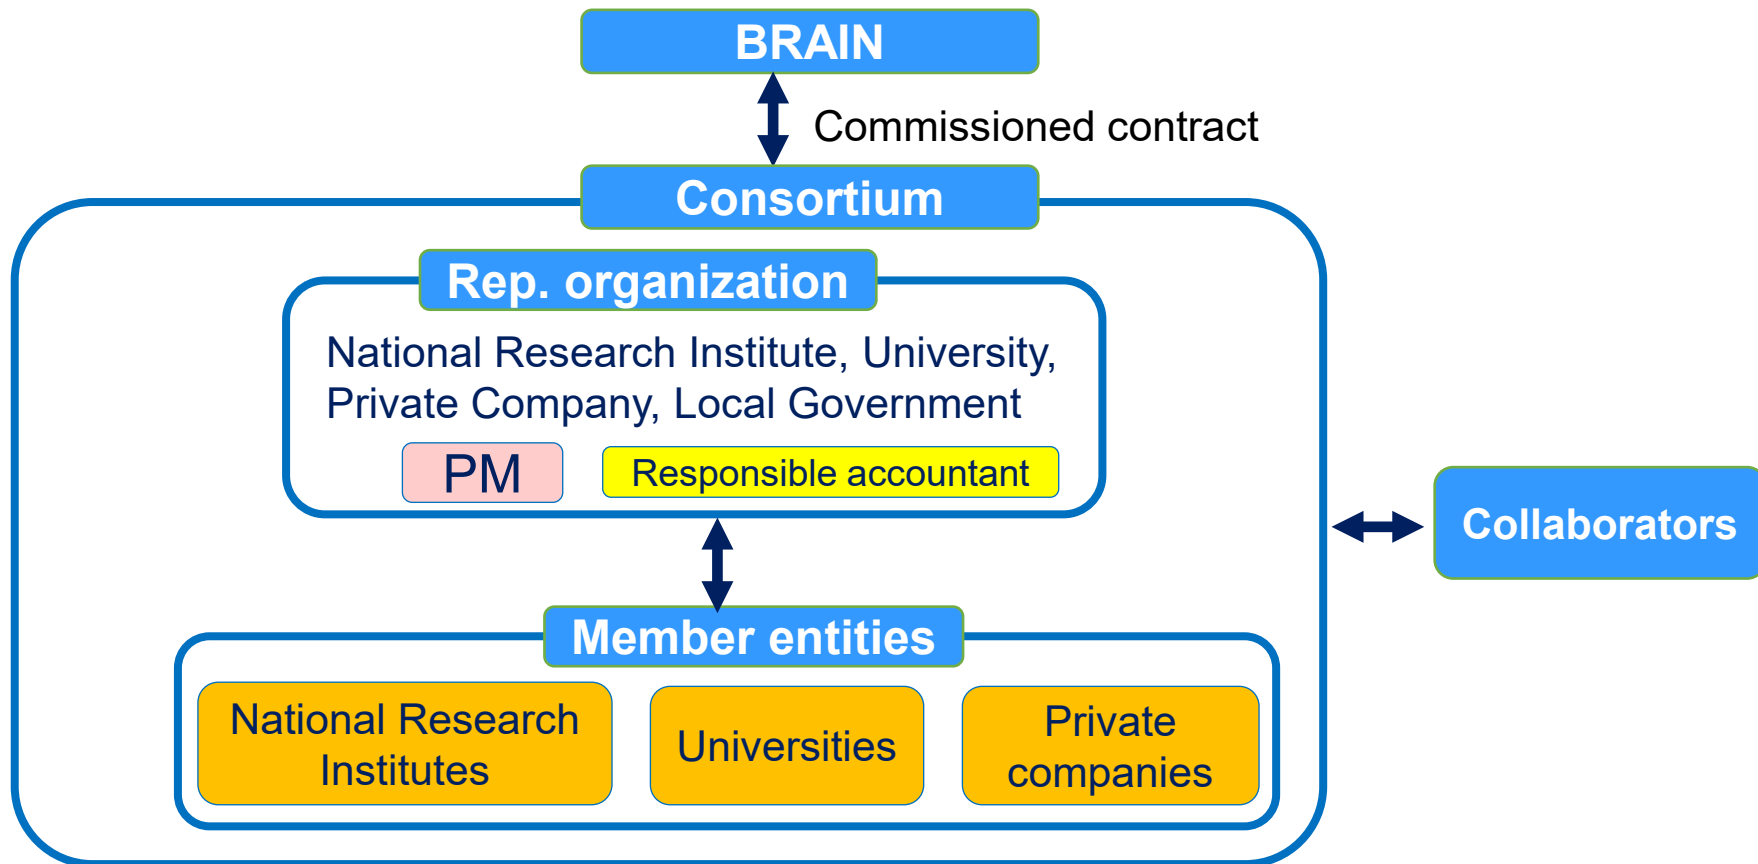 BRAIN
Commissioned contract
Consortium
Rep. organization
National Research Institute, University,
Private Company, Local Government
PM
Responsible accountant
Collaborators
Member entities
National Research
Institutes
Universities
Private
companies